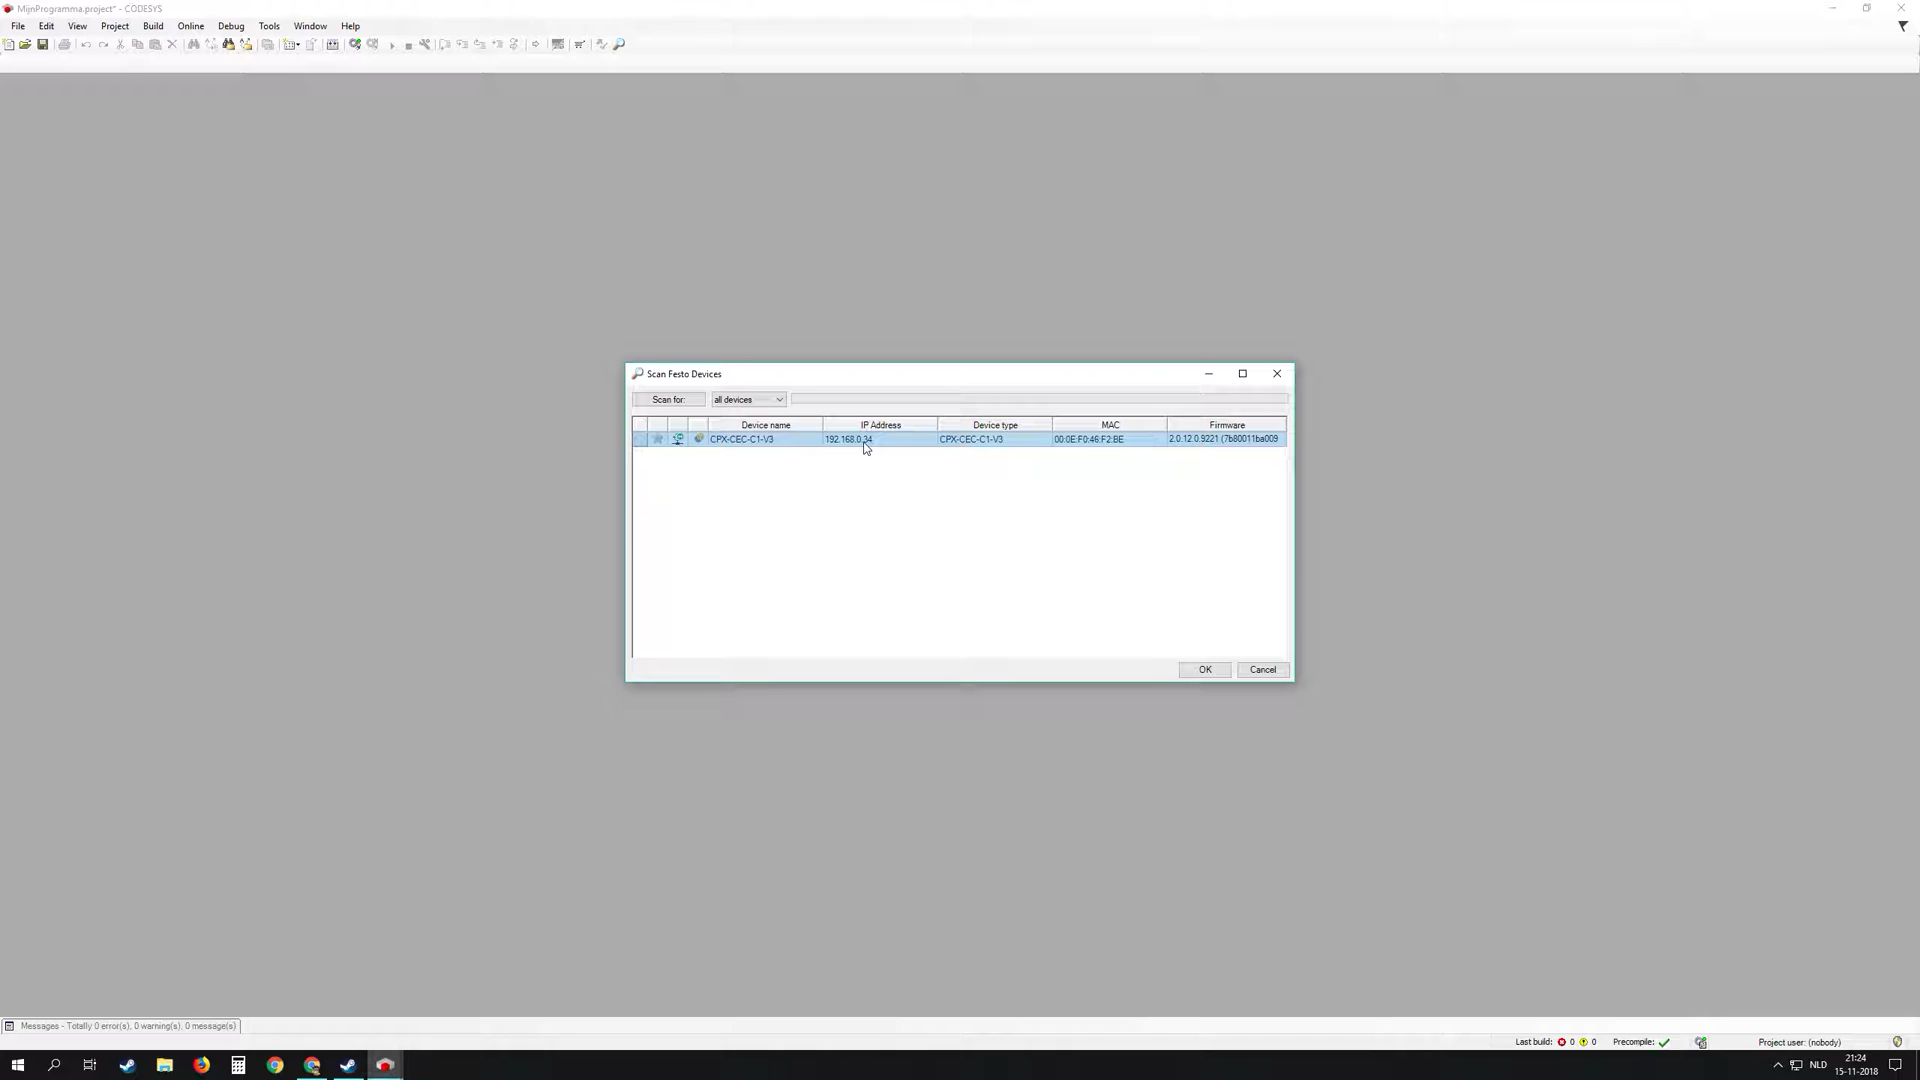 MijnProgramma.project* - CODESYS
File Edit View Project Build Online Debug Tools Window Help
Scan Festo Devices
Scan for: all devices
Device name IP Address Device type MAC Firmware
CPX-CEC-C1-V3 192.168.0.34 CPX-CEC-C1-V3 00:0E:F0:46:F2:BE 2.0.12.0.9221 (7b80011ba009
OK Cancel
Messages - Totally 0 error(s), 0 warning(s), 0 message(s)
Last build: 0 0 Precompile: Project user: (nobody)
NLD 21:24
15-11-2018